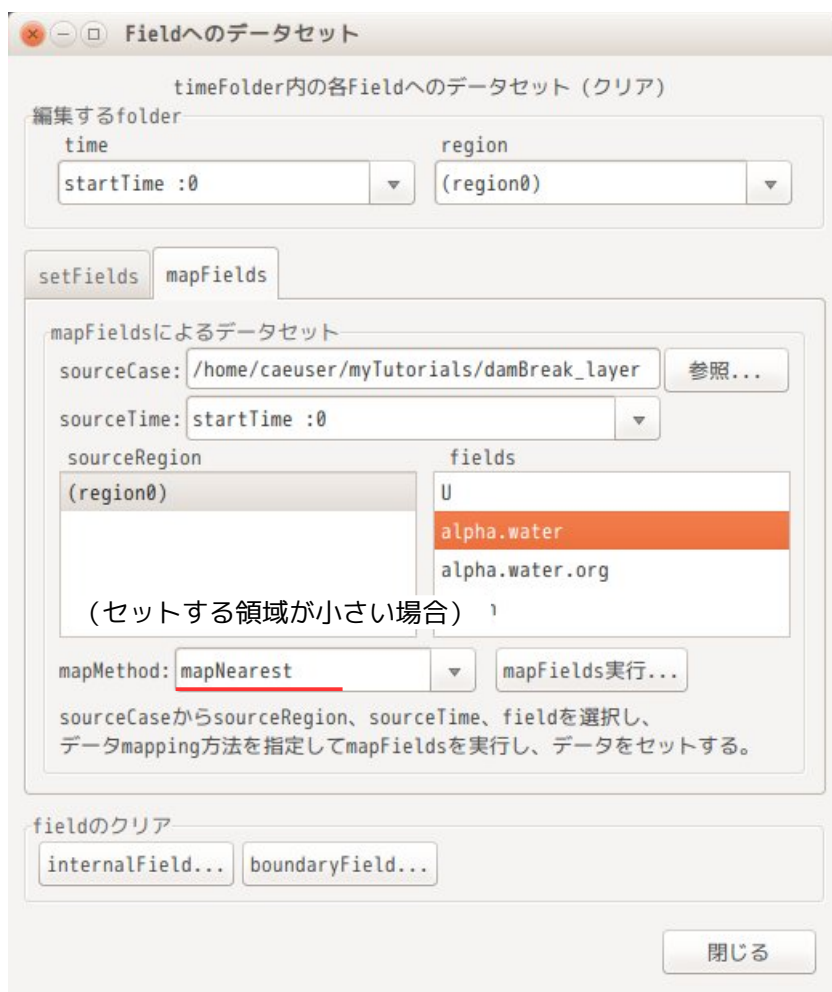 Fieldへのデータセット
timeFolder内の各Fieldへのデータセット (クリア)
編集するfolder
time
region
startTime :0
(region0)
setFields
mapFields
mapFieldsによるデータセット
sourceCase: /home/caeuser/myTutorials/damBreak_layer 参照...
sourceTime: startTime :0
sourceRegion
fields
(region0)
U
alpha.water
alpha.water.org
(セットする領域が小さい場合)
mapMethod: mapNearest mapFields実行...
sourceCaseからsourceRegion、sourceTime、fieldを選択し、
データmapping方法を指定してmapFieldsを実行し、データをセットする。
fieldのクリア
internalField... boundaryField...
閉じる